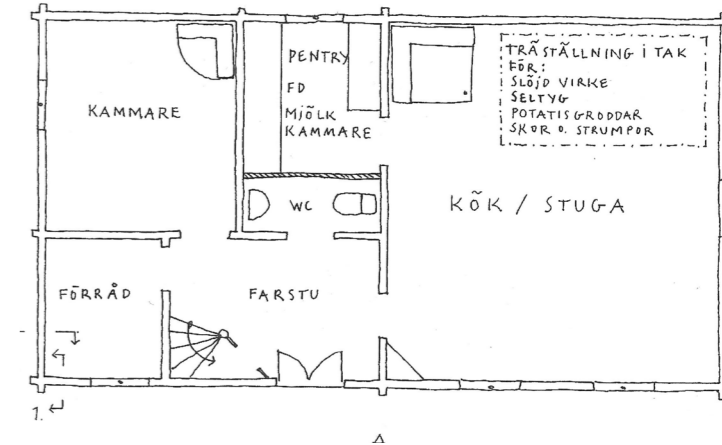 PENTRY
FD
MJÖLK
KAMMARE
KAMMARE
TRÄSTÄLLNING I TAK
FÖR:
SLÖJD VIRKE
SELTYG
POTATISGRODDAR
SKOR O. STRUMPOR
WC
KÖK / STUGA
FÖRRÅD
FARSTU
1.